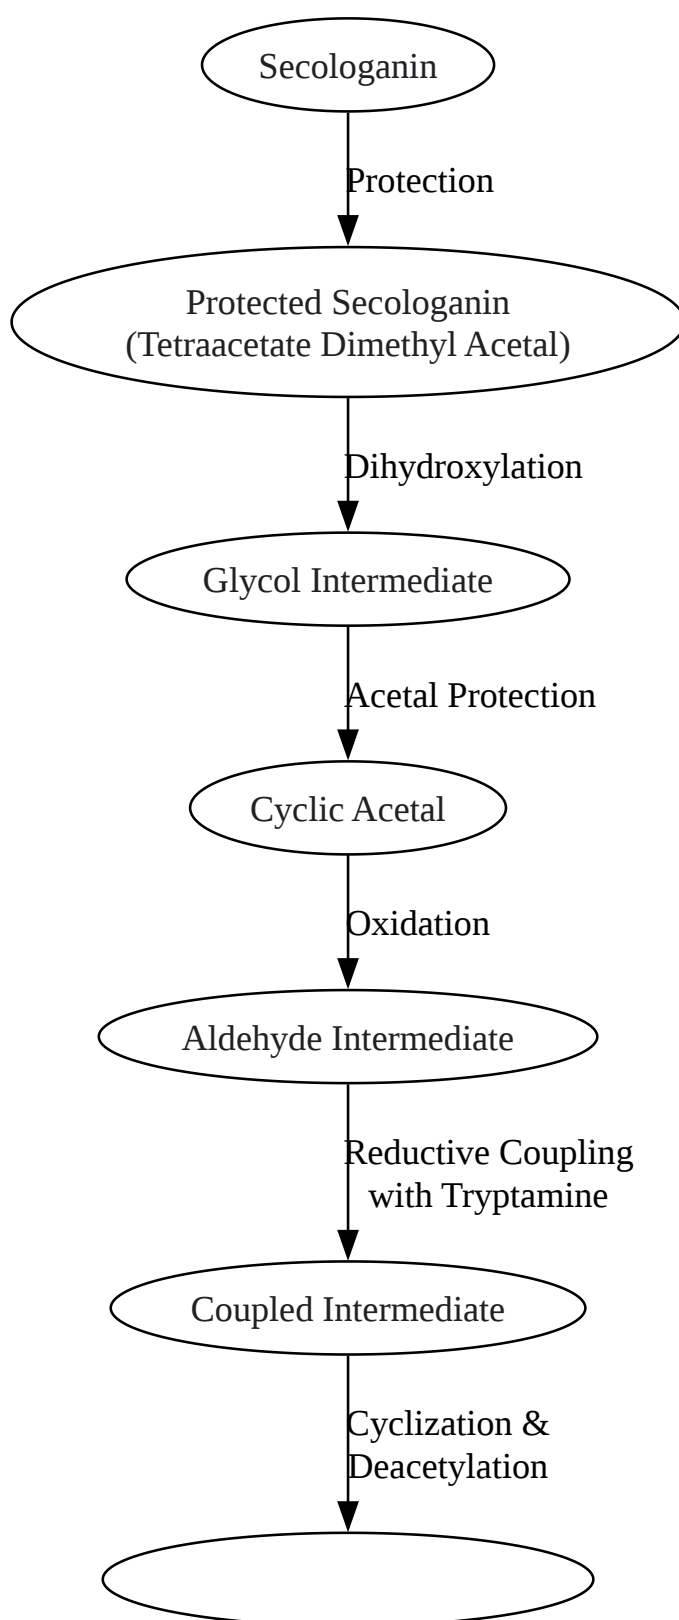 Secologanin
Protection
Protected Secologanin
(Tetraacetate Dimethyl Acetal)
Dihydroxylation
Glycol Intermediate
Acetal Protection
Cyclic Acetal
Oxidation
Aldehyde Intermediate
Reductive Coupling
with Tryptamine
Coupled Intermediate
Cyclization &
Deacetylation